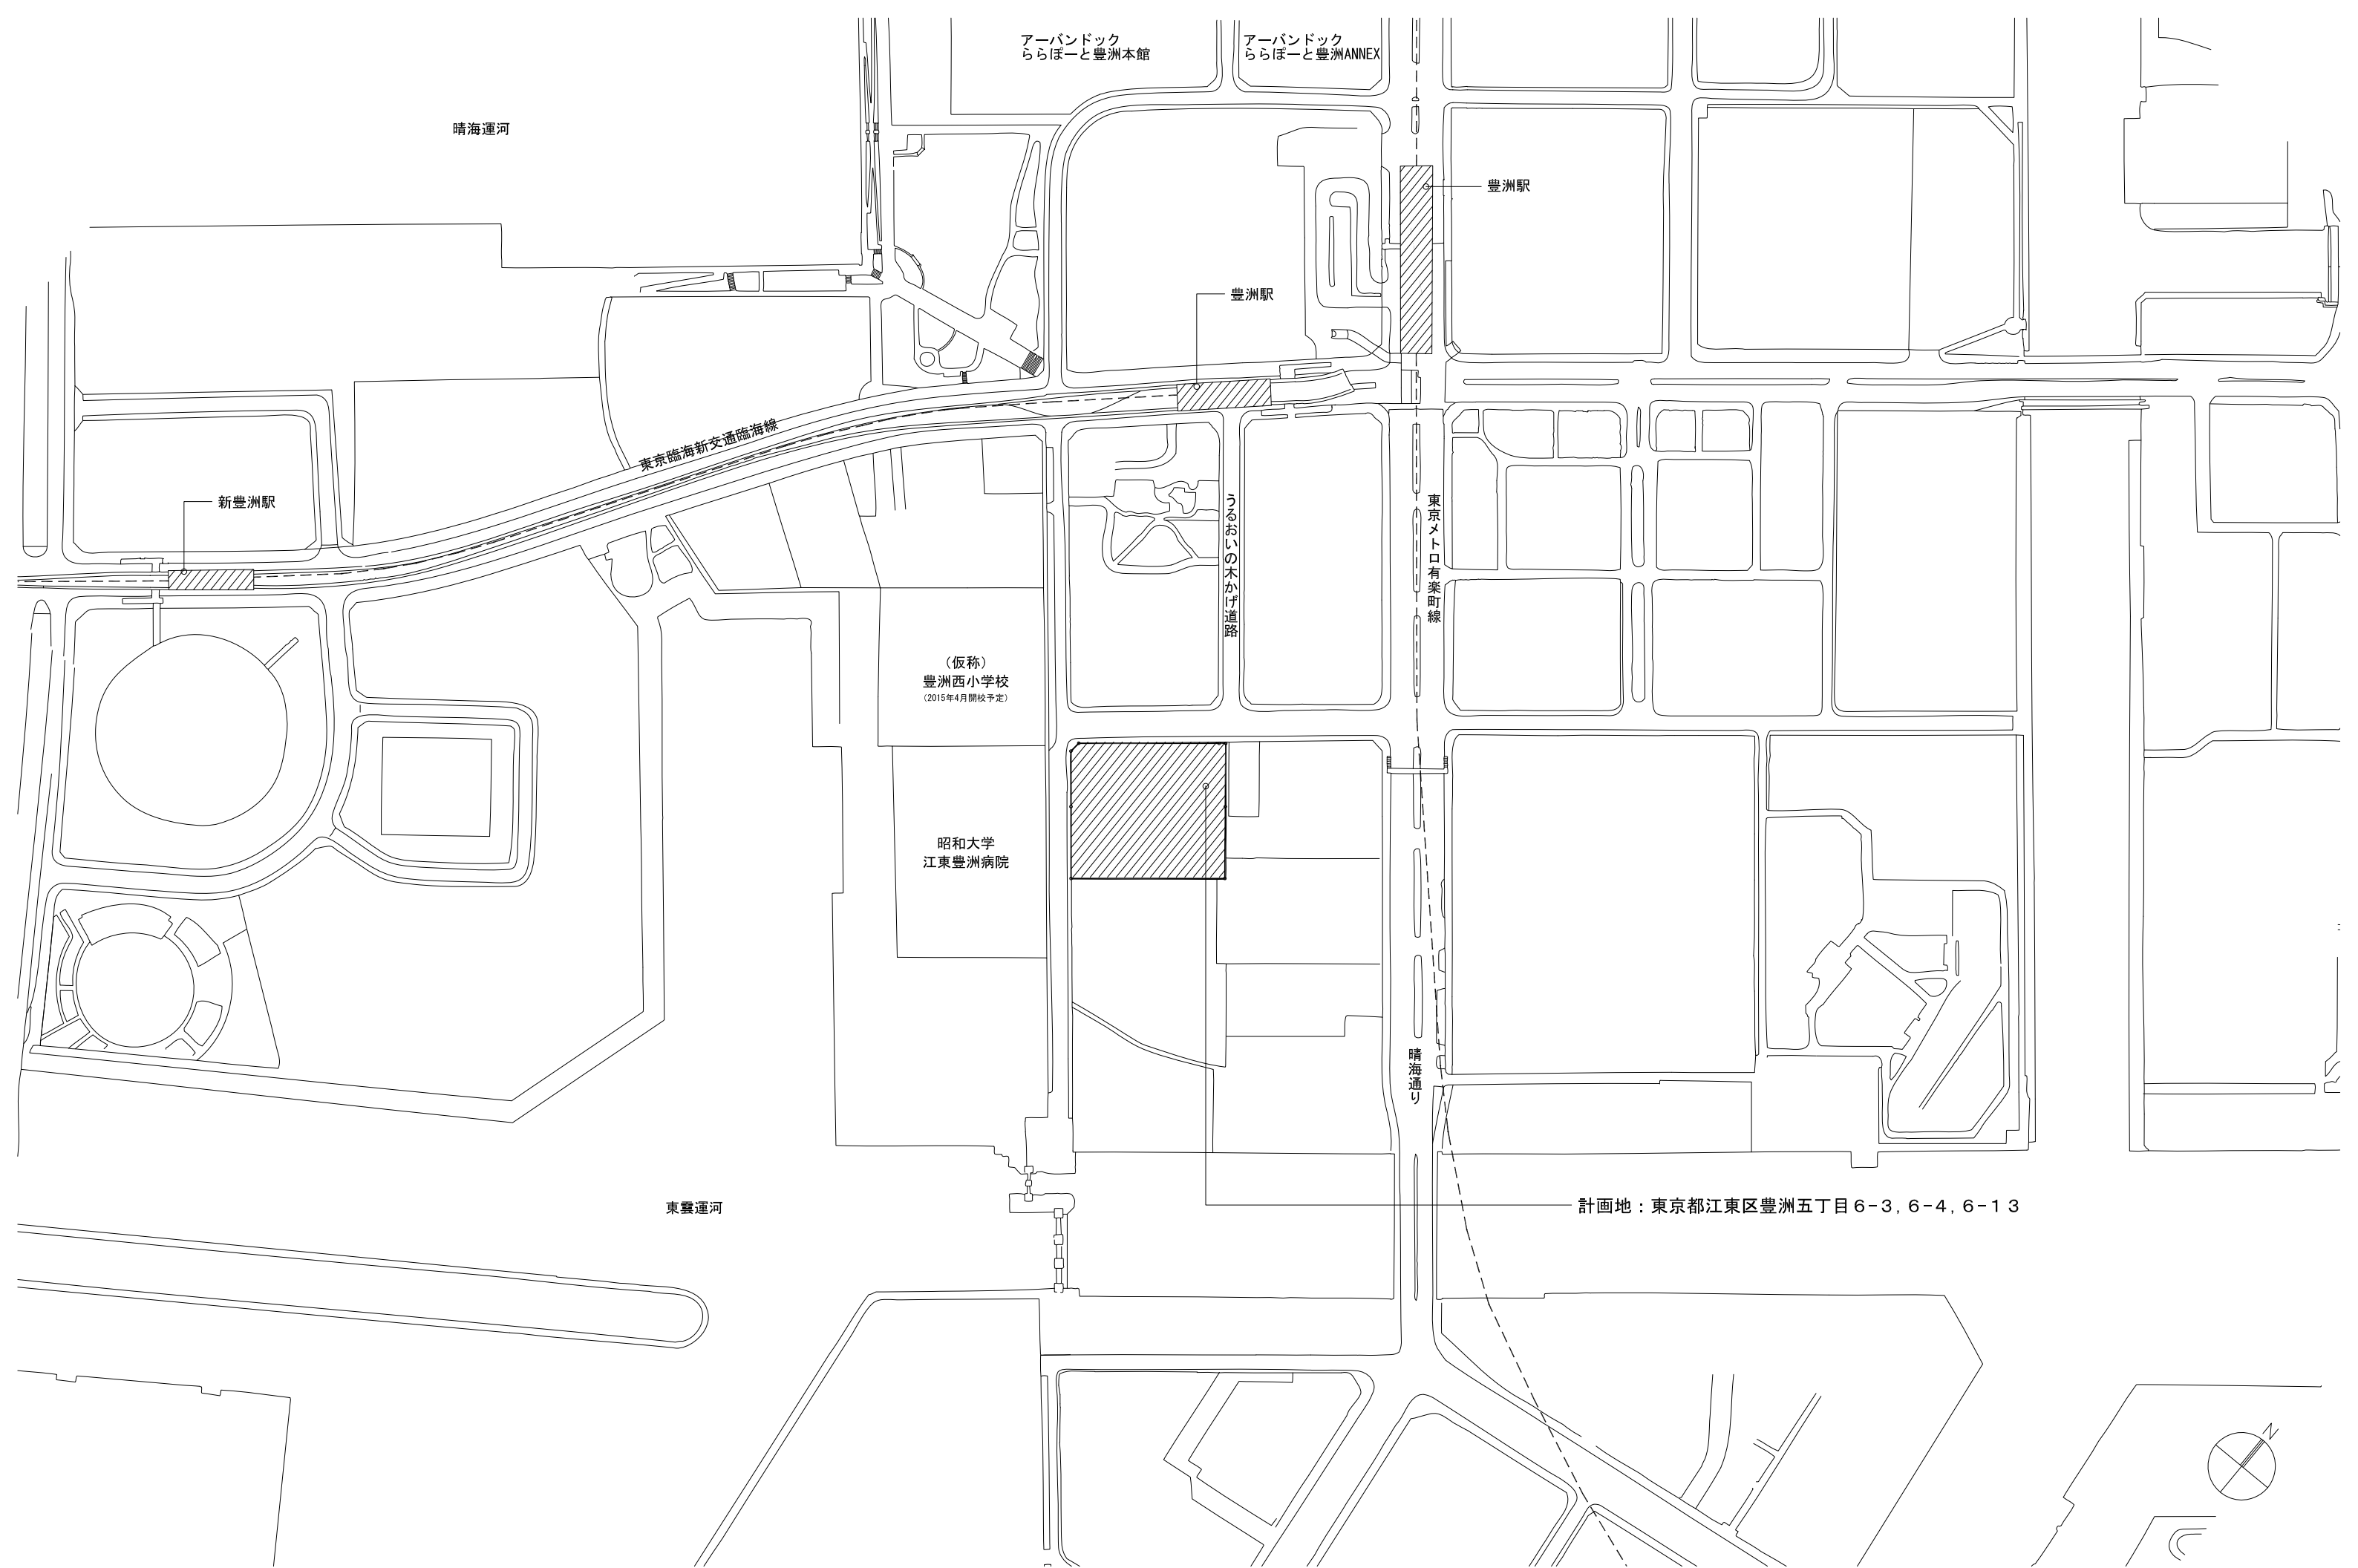 アーバンドック
ららぽーと豊洲本館
アーバンドック
ららぽーと豊洲ANNEX
晴海運河
豊洲駅
豊洲駅
東京臨海新交通臨海線
新豊洲駅
うるおいの木かげ道路
東京メトロ有楽町線
（仮称）
豊洲西小学校
（2015年4月開校予定）
昭和大学
江東豊洲病院
晴海通り
東雲運河
計画地：東京都江東区豊洲五丁目６−３，６−４，６−１３
N